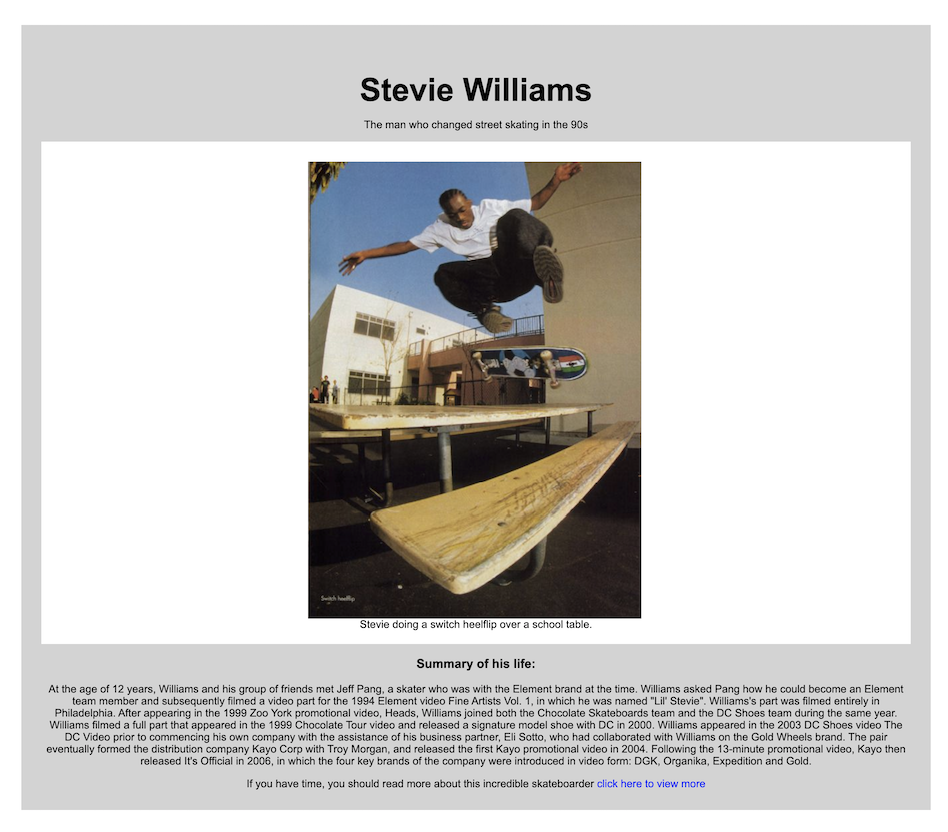 Stevie Williams
The man who changed street skating in the 90s
Switch heelflip
Stevie doing a switch heelflip over a school table.
Summary of his life:
At the age of 12 years, Williams and his group of friends met Jeff Pang, a skater who was with the Element brand at the time. Williams asked Pang how he could become an Element
team member and subsequently filmed a video part for the 1994 Element video Fine Artists Vol. 1, in which he was named "Lil' Stevie". Williams's part was filmed entirely in
Philadelphia. After appearing in the 1999 Zoo York promotional video, Heads, Williams joined both the Chocolate Skateboards team and the DC Shoes team during the same year.
Williams filmed a full part that appeared in the 1999 Chocolate Tour video and released a signature model shoe with DC in 2000. Williams appeared in the 2003 DC Shoes video The
DC Video prior to commencing his own company with the assistance of his business partner, Eli Sotto, who had collaborated with Williams on the Gold Wheels brand. The pair
eventually formed the distribution company Kayo Corp with Troy Morgan, and released the first Kayo promotional video in 2004. Following the 13-minute promotional video, Kayo then
released It's Official in 2006, in which the four key brands of the company were introduced in video form: DGK, Organika, Expedition and Gold.
If you have time, you should read more about this incredible skateboarder click here to view more